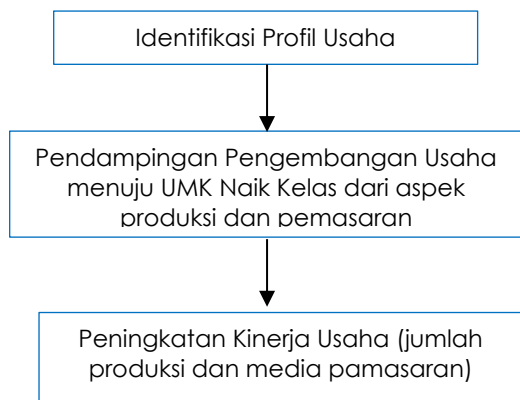 Identifikasi Profil Usaha
Pendampingan Pengembangan Usaha
menuju UMK Naik Kelas dari aspek
produksi dan pemasaran
Peningkatan Kinerja Usaha (jumlah
produksi dan media pamasaran)